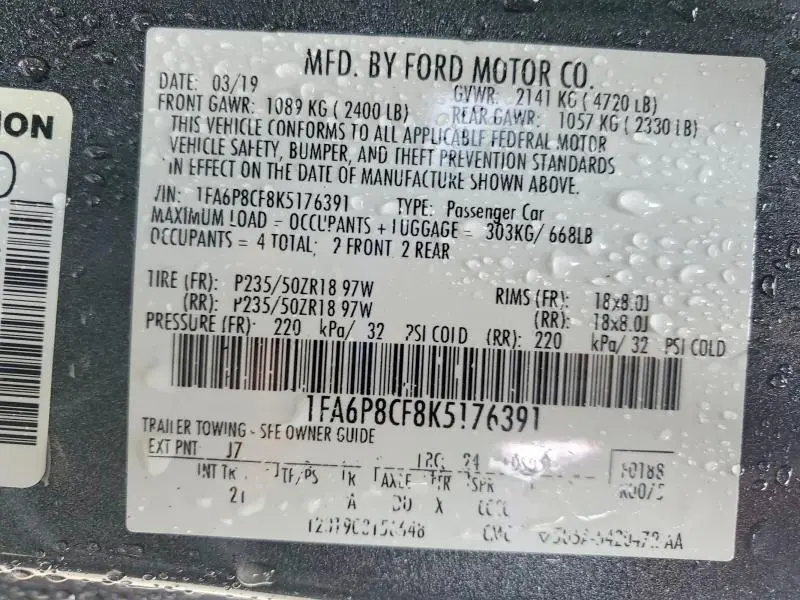 MFD. BY FORD MOTOR CO.
DATE: 03/19 GVWR: 2141 KG ( 4720 LB)
FRONT GAWR: 1089 KG ( 2400 LB) REAR GAWR: 1057 KG ( 2330 LB)
THIS VEHICLE CONFORMS TO ALL APPLICABLE FEDERAL MOTOR
VEHICLE SAFETY, BUMPER, AND THEFT PREVENTION STANDARDS
IN EFFECT ON THE DATE OF MANUFACTURE SHOWN ABOVE.
VIN: 1FA6P8CF8K5176391 TYPE: Passenger Car
MAXIMUM LOAD = OCCUPANTS + LUGGAGE = 303KG/ 668LB
OCCUPANTS = 4 TOTAL; 2 FRONT 2 REAR
TIRE (FR): P235/50ZR18 97W RIMS (FR): 18x8.0J
(RR): P235/50ZR18 97W (RR): 18x8.0J
PRESSURE (FR): 220 kPa/ 32 PSI COLD (RR): 220 kPa/ 32 PSI COLD
1FA6P8CF8K5176391
TRAILER TOWING - SEE OWNER GUIDE
EXT PNT J7 24
INT TR TP/PS R AXLE TR SPR
21 A X
CMC
ION